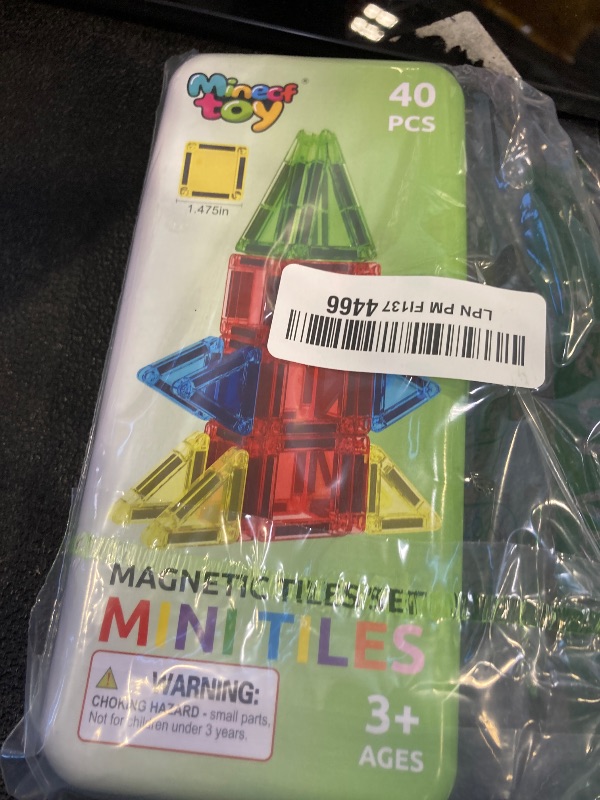 Mineof
toy
40
PCS
1.475in
LPN PM FI137 4466
MAGNETIC TILES SET
MINI TILES
WARNING:
CHOKING HAZARD - small parts.
Not for children under 3 years.
3+
AGES